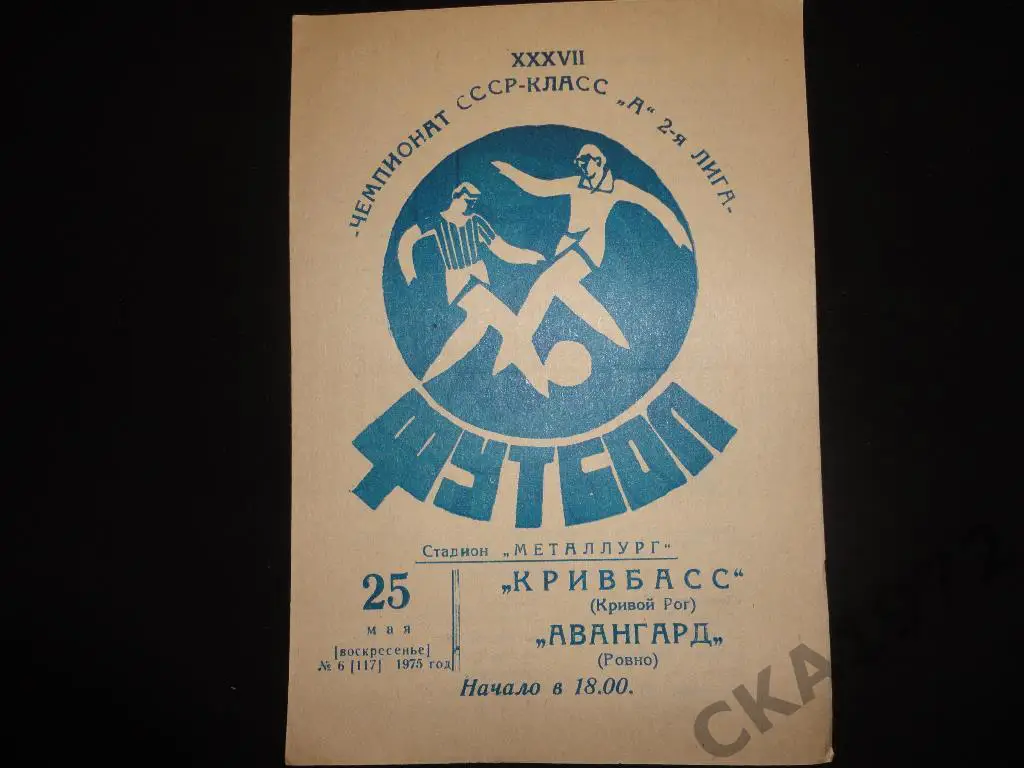 XXXVII
-ЧЕМПИОНАТ СССР-КЛАСС „А" 2-я ЛИГА-
ФУТБОЛ
Стадион „МЕТАЛЛУРГ"
25
мая
[воскресенье]
№ 6 [117] 1975 год
„КРИВБАСС"
(Кривой Рог)
„АВАНГАРД„
(Ровно)
Начало в 18.00.